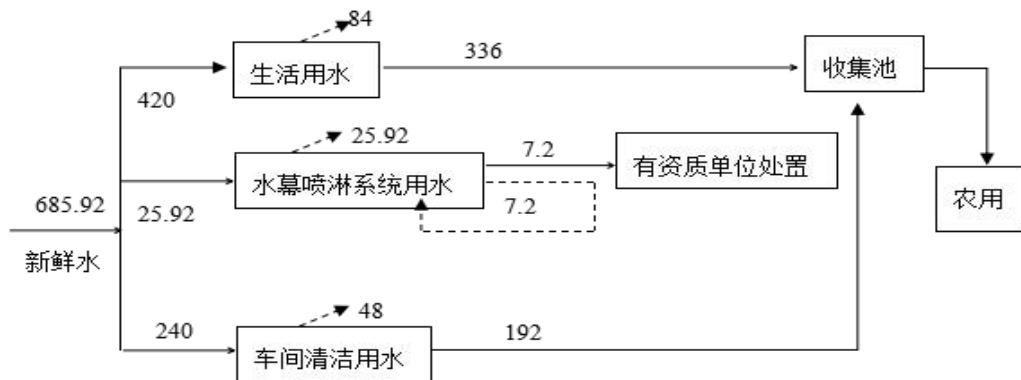 84
生活用水
336
收集池
420
25.92
7.2
水幕喷淋系统用水
有资质单位处置
7.2
685.92
25.92
农用
新鲜水
240
48
192
车间清洁用水